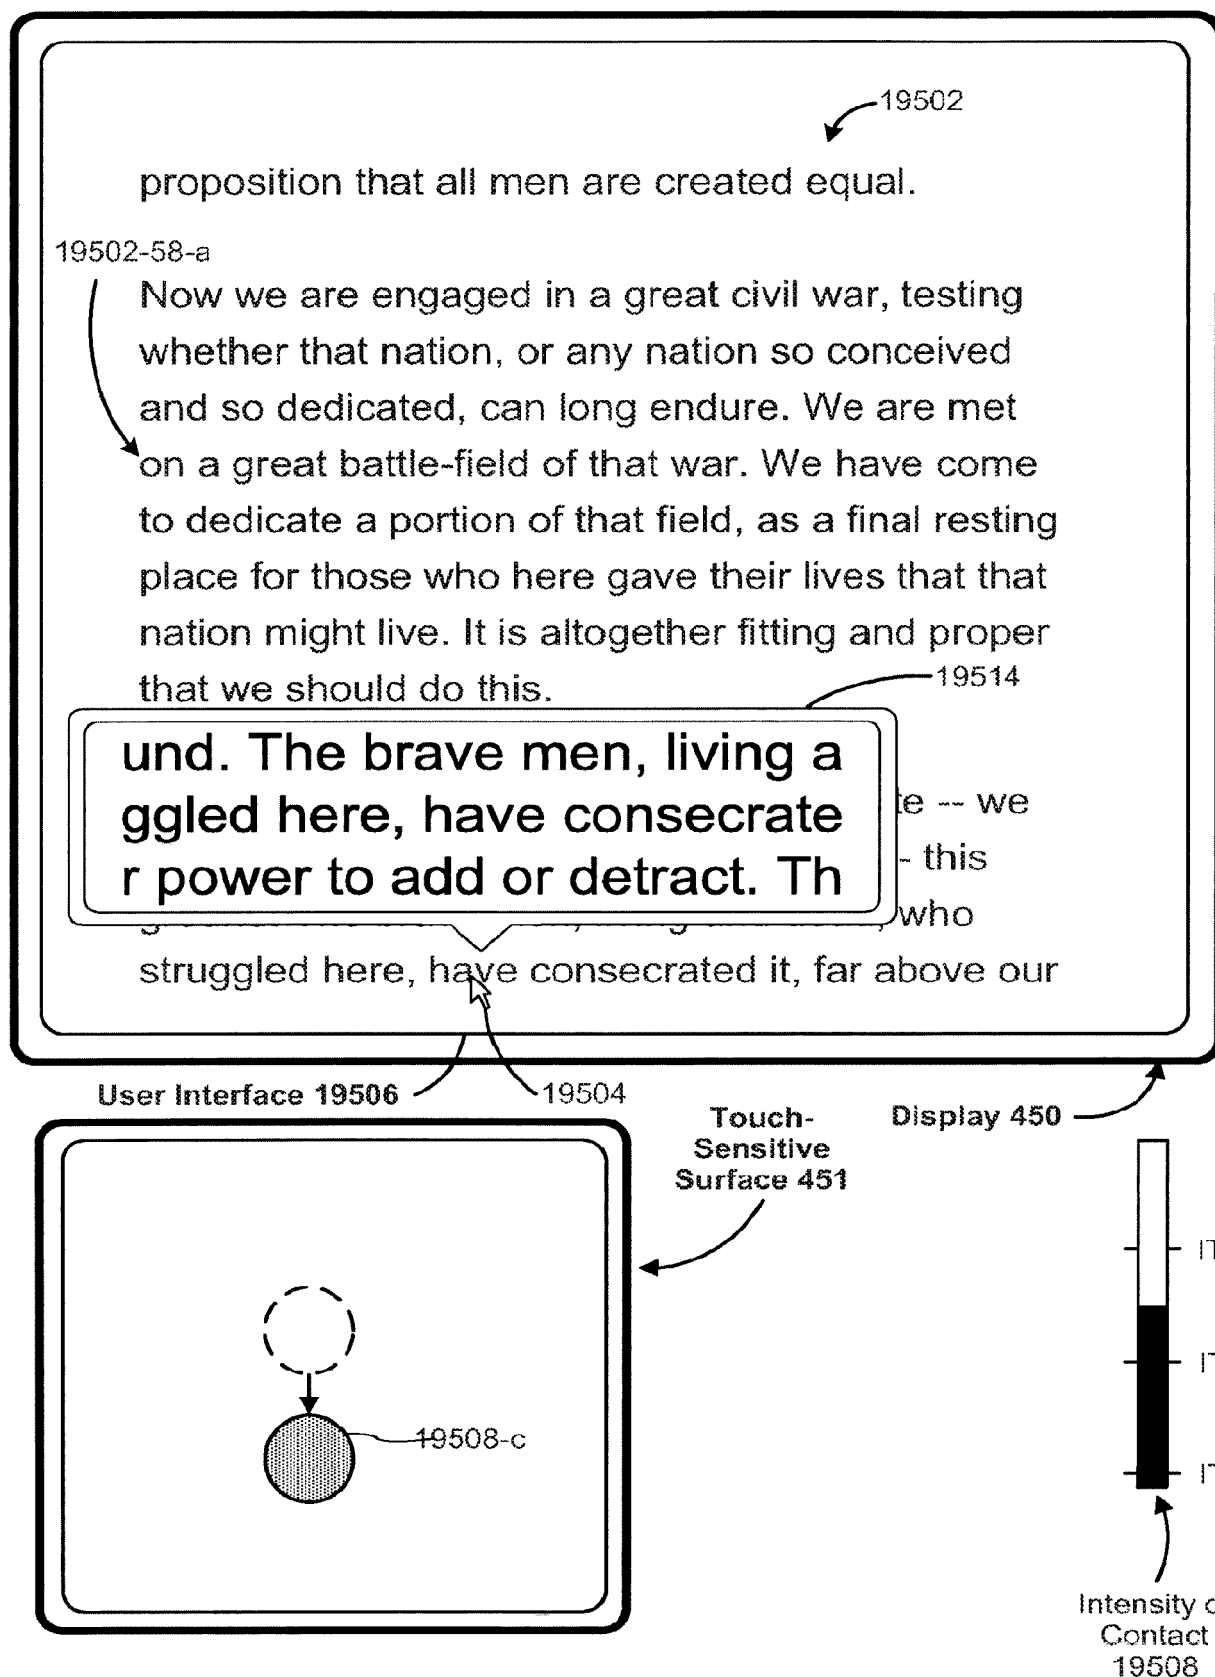 19502
proposition that all men are created equal.
19502-58-a
Now we are engaged in a great civil war, testing
whether that nation, or any nation so conceived
and so dedicated, can long endure. We are met
on a great battle-field of that war. We have come
to dedicate a portion of that field, as a final resting
place for those who here gave their lives that that
nation might live. It is altogether fitting and proper
that we should do this.
19514
und. The brave men, living a
ggled here, have consecrate
r power to add or detract. Th
te -- we
- this
who
struggled here, have consecrated it, far above our
User Interface 19506
19504
Display 450
Touch-
Sensitive
Surface 451
19508-c
IT
IT
IT
Intensity o
Contact
19508